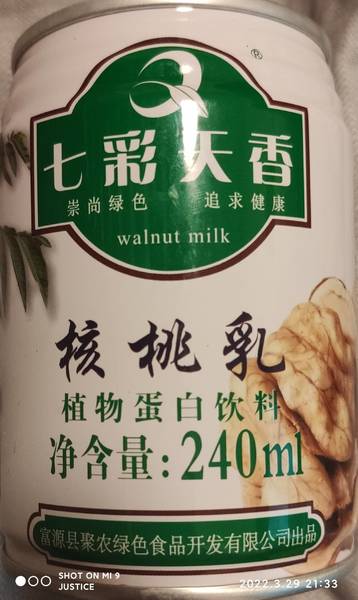 ®
七彩天香
崇尚绿色 追求健康
walnut milk
核桃乳
植物蛋白饮料
净含量:240ml
富源县聚农绿色食品开发有限公司出品
SHOT ON MI 9
JUSTICE
2022.3.29 21:33